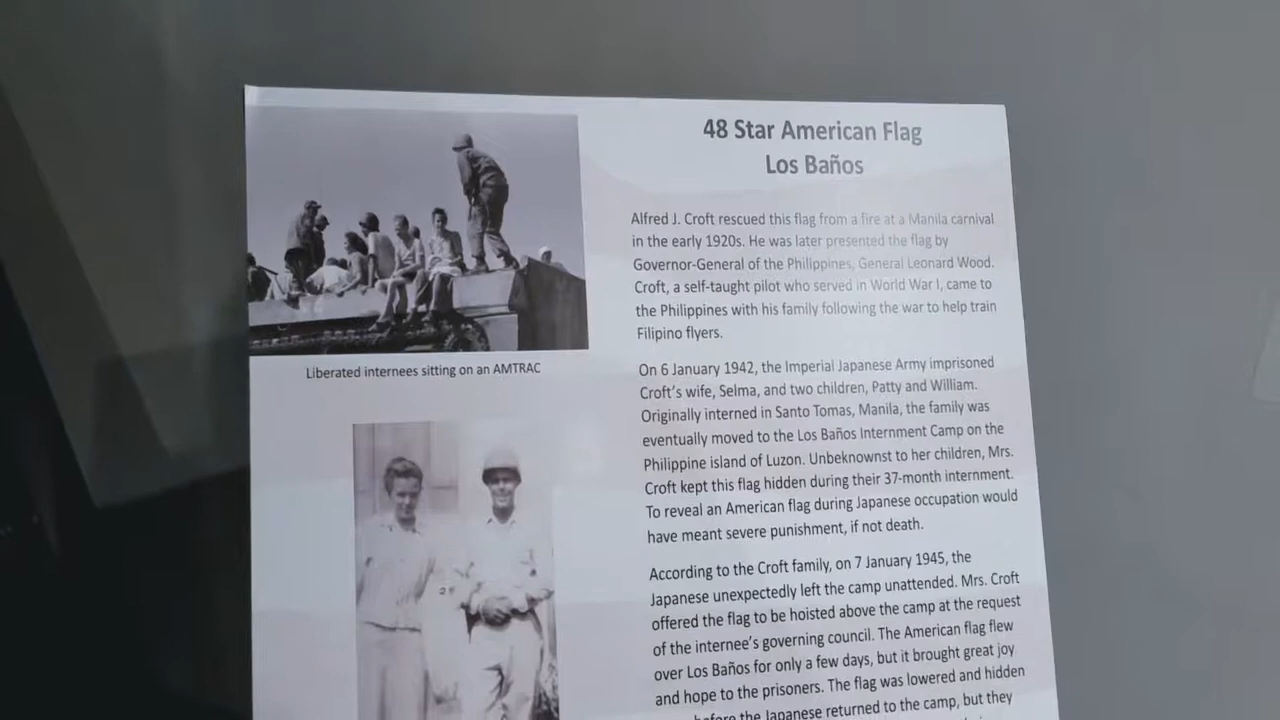 48 Star American Flag
Los Baños
Alfred J. Croft rescued this flag from a fire at a Manila carnival
in the early 1920s. He was later presented the flag by
Governor-General of the Philippines, General Leonard Wood.
Croft, a self-taught pilot who served in World War I, came to
the Philippines with his family following the war to help train
Filipino flyers.
Liberated internees sitting on an AMTRAC
On 6 January 1942, the Imperial Japanese Army imprisoned
Croft's wife, Selma, and two children, Patty and William.
Originally interned in Santo Tomas, Manila, the family was
eventually moved to the Los Baños Internment Camp on the
Philippine island of Luzon. Unbeknownst to her children, Mrs.
Croft kept this flag hidden during their 37-month internment.
To reveal an American flag during Japanese occupation would
have meant severe punishment, if not death.
According to the Croft family, on 7 January 1945, the
Japanese unexpectedly left the camp unattended. Mrs. Croft
offered the flag to be hoisted above the camp at the request
of the internee's governing council. The American flag flew
over Los Baños for only a few days, but it brought great joy
and hope to the prisoners. The flag was lowered and hidden
before the Japanese returned to the camp, but they